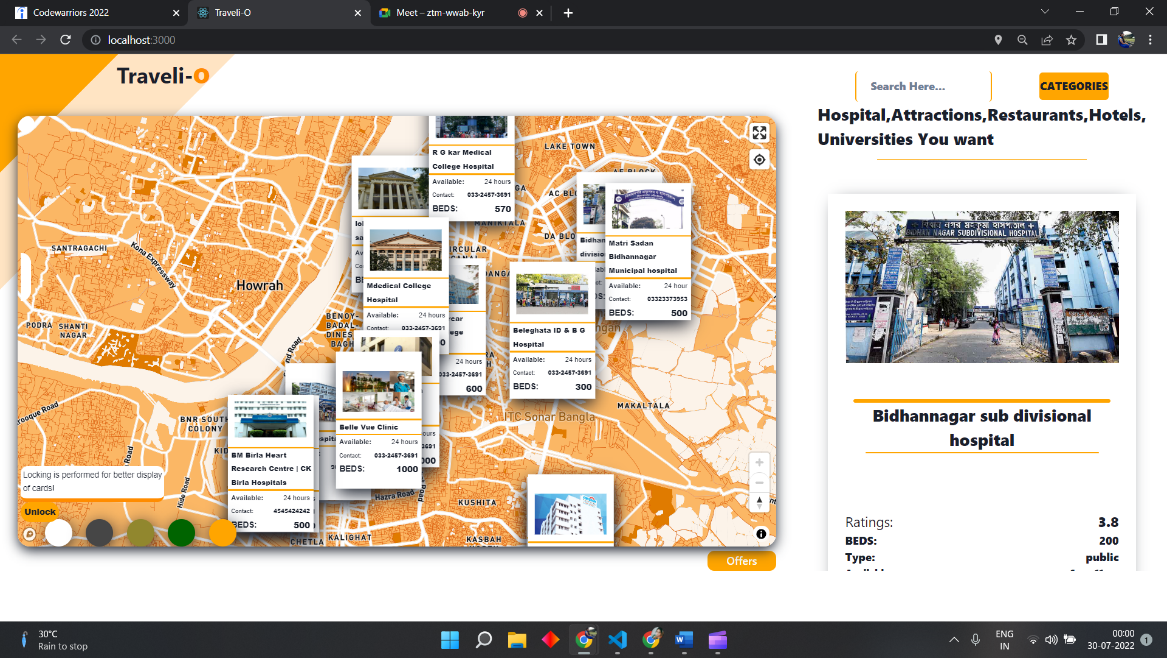 Codewarriors 2022
Traveli-O
Meet – ztm-wwab-kyr
localhost:3000
Traveli-O
Search Here...
CATEGORIES
Hospital,Attractions,Restaurants,Hotels,
Universities You want
LAKE TOWN
AC BLO
DA BLO
SANTRAGACHI
Kona Expressway
Howrah
PODRA
SHANTI
NAGAR
BENOY-
BADAL-
DINES
BAGH
BNR SOUTH
COLONY
MAKALTALA
ITC Sonar Bangla
KUSHITA
KASBAH
Hazra Road
KALIGHAT
CHETLA
Hide Road
R G kar Medical
College Hospital
Available: 24 hours
Contact: 033-2457-3691
BEDS: 570
Matri Sadan
Bidhannagar
Municipal hospital
Available: 24 hour
Contact: 03323373953
BEDS: 500
Mdedical College
Hospital
Available: 24 hours
Contact: 033-2457-3691
600
Beleghata ID & B G
Hospital
Available: 24 hours
Contact: 033-2457-3691
BEDS: 300
Belle Vue Clinic
Available: 24 hours
Contact: 033-2457-3691
BEDS: 1000
BM Birla Heart
Research Centre | CK
Birla Hospitals
Available: 24 hours
Contact: 4545424242
BEDS: 500
Locking is performed for better display
of cards!
Unlock
Offers
Bidhannagar sub divisional
hospital
Ratings: 3.8
BEDS: 200
Type: public
30°C
Rain to stop
ENG
IN
00:00
30-07-2022
1